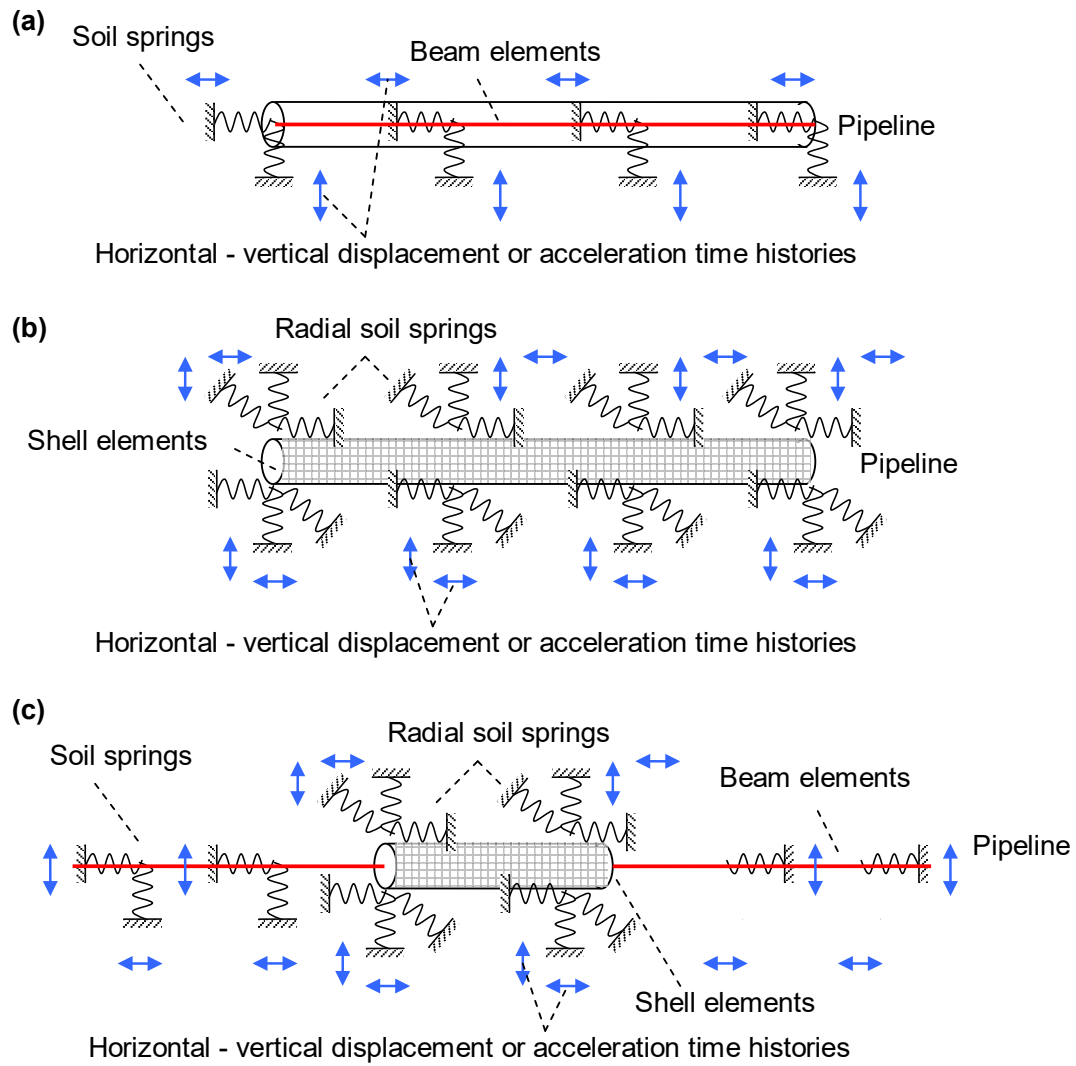 (a)
Soil springs
Beam elements
Pipeline
Horizontal - vertical displacement or acceleration time histories
(b)
Radial soil springs
Shell elements
Pipeline
Horizontal - vertical displacement or acceleration time histories
(c)
Radial soil springs
Soil springs
Beam elements
Pipeline
Shell elements
Horizontal - vertical displacement or acceleration time histories